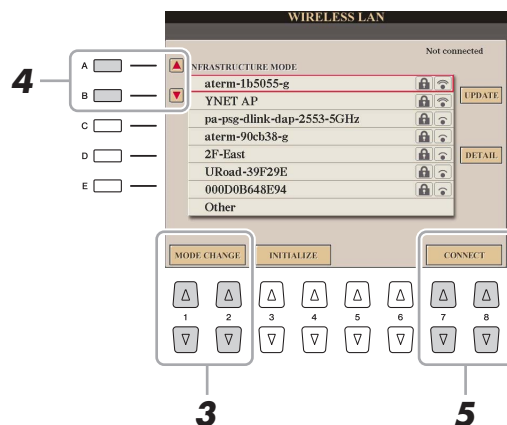 WIRELESS LAN
Not connected
NFRASTRUCTURE MODE
aterm-1b5055-g
YNET AP
pa-psg-dlink-dap-2553-5GHz
aterm-90cb38-g
2F-East
URoad-39F29E
000D0B648E94
Other
UPDATE
DETAIL
A
B
C
D
E
4
MODE CHANGE
INITIALIZE
CONNECT
1 2 3 4 5 6 7 8
3
5